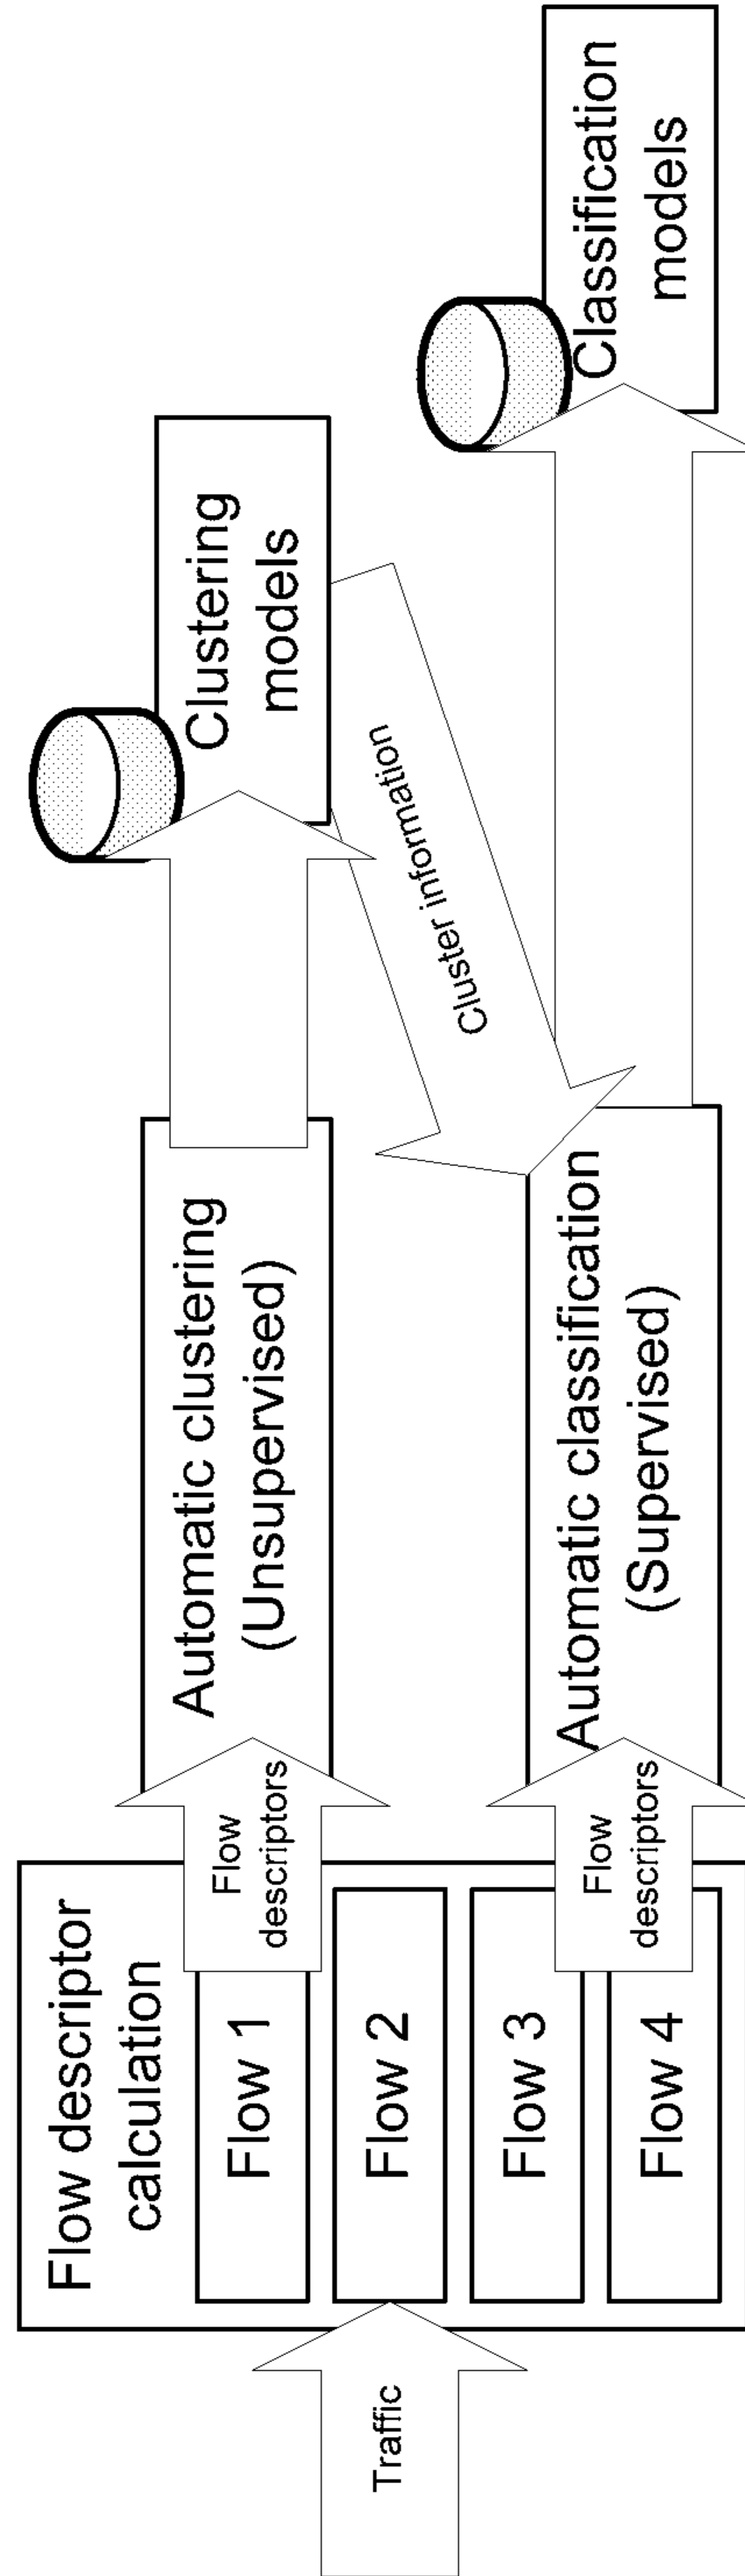 Traffic
Flow descriptor
calculation
Flow 1
Flow 2
Flow 3
Flow 4
Flow
descriptors
Flow
descriptors
Automatic clustering
(Unsupervised)
Automatic classification
(Supervised)
Cluster information
Clustering
models
Classification
models